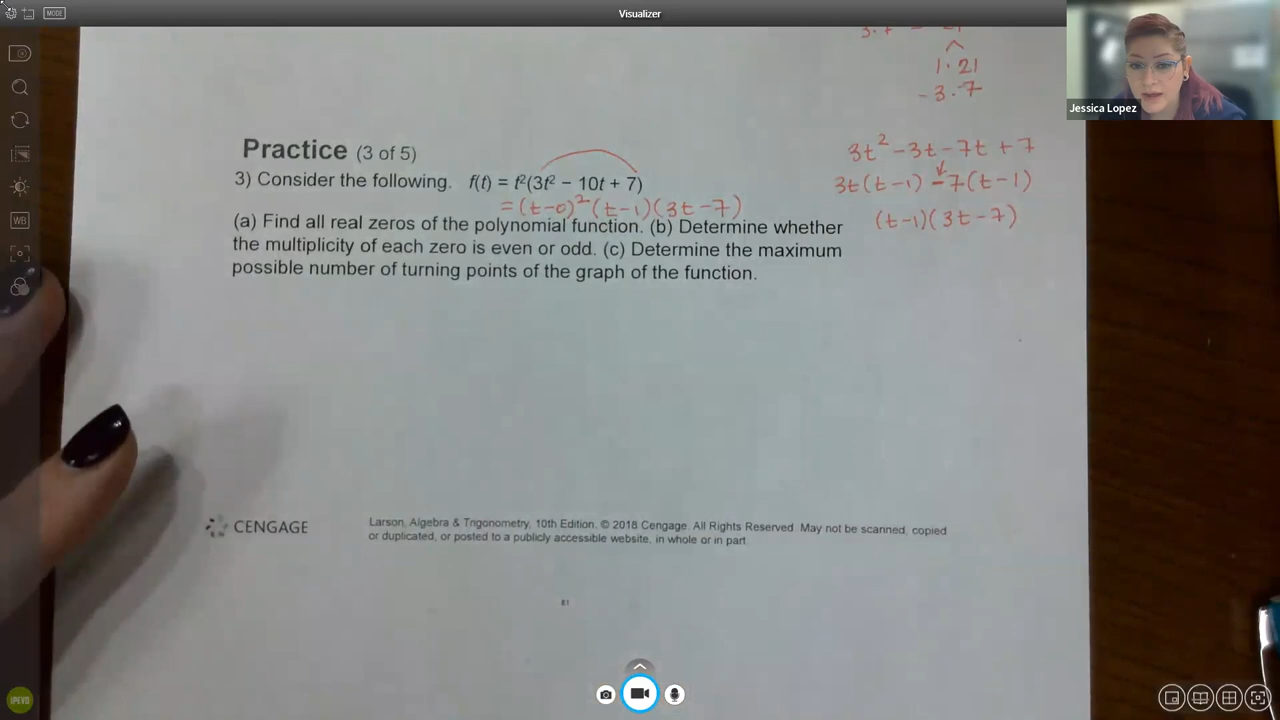 MODE
Visualizer
Jessica Lopez
WB
1·21
-3·7
Practice (3 of 5)
3) Consider the following. f(t) = t²(3t² − 10t + 7)
= (t-0)² (t-1)(3t-7)
3t² -3t -7t +7
3t(t-1) -7(t-1)
(t-1)(3t-7)
(a) Find all real zeros of the polynomial function. (b) Determine whether
the multiplicity of each zero is even or odd. (c) Determine the maximum
possible number of turning points of the graph of the function.
CENGAGE
Larson, Algebra & Trigonometry, 10th Edition. © 2018 Cengage. All Rights Reserved. May not be scanned, copied
or duplicated, or posted to a publicly accessible website, in whole or in part.
81
IPEVO